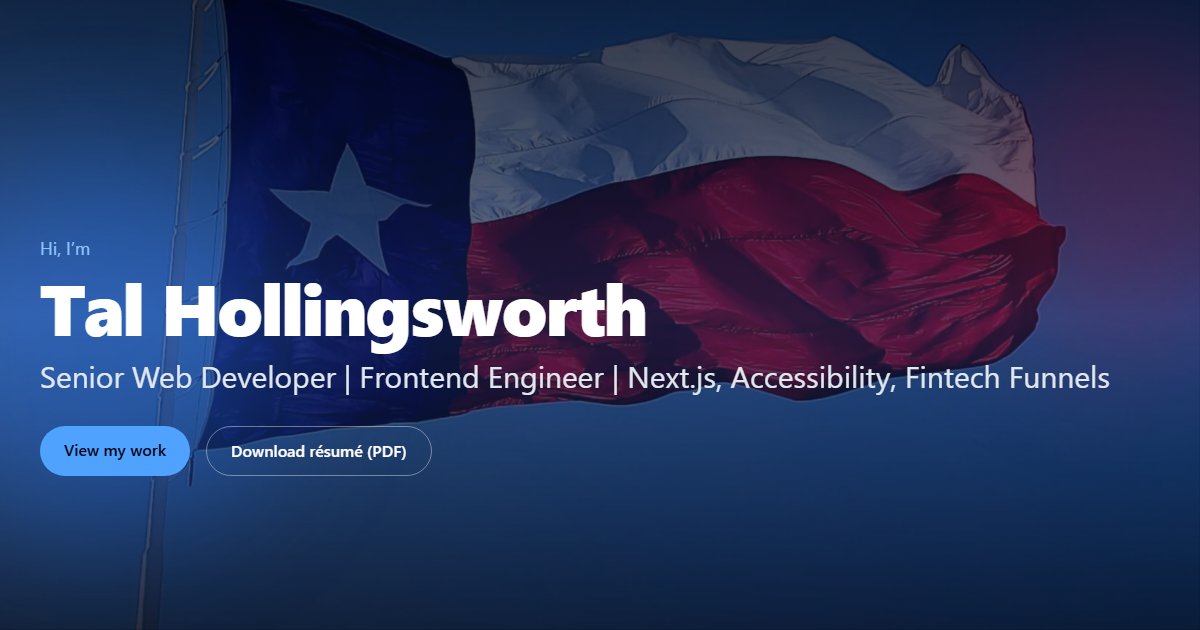 Hi, I’m
Tal Hollingsworth
Senior Web Developer | Frontend Engineer | Next.js, Accessibility, Fintech Funnels
View my work
Download résumé (PDF)